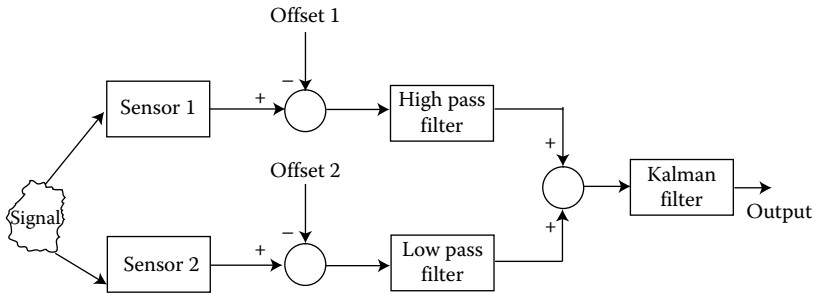 Offset 1
−
Sensor 1
+
High pass
filter
+
Signal
Offset 2
Kalman
filter
Output
+
−
Sensor 2
+
Low pass
filter